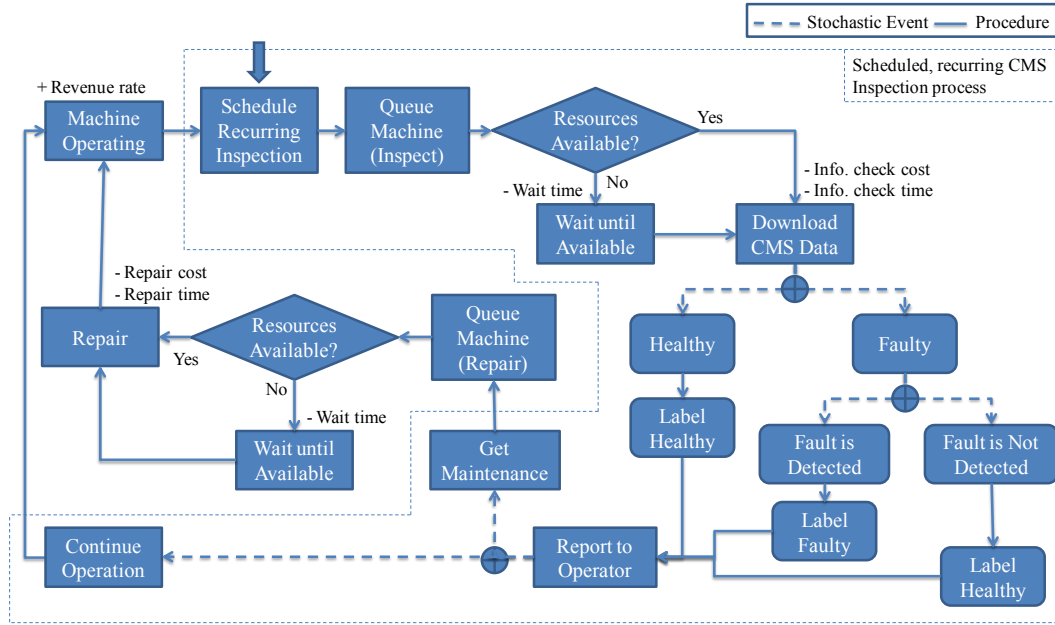 Stochastic Event
Procedure
Scheduled, recurring CMS
Inspection process
+ Revenue rate
Machine
Operating
Schedule
Recurring
Inspection
Queue
Machine
(Inspect)
Resources
Available?
Yes
No
- Wait time
- Info. check cost
- Info. check time
Wait until
Available
Download
CMS Data
- Repair cost
- Repair time
Repair
Yes
Resources
Available?
Queue
Machine
(Repair)
No
- Wait time
Wait until
Available
Get
Maintenance
Healthy
Faulty
Label
Healthy
Fault is
Detected
Fault is Not
Detected
Label
Faulty
Label
Healthy
Continue
Operation
Report to
Operator